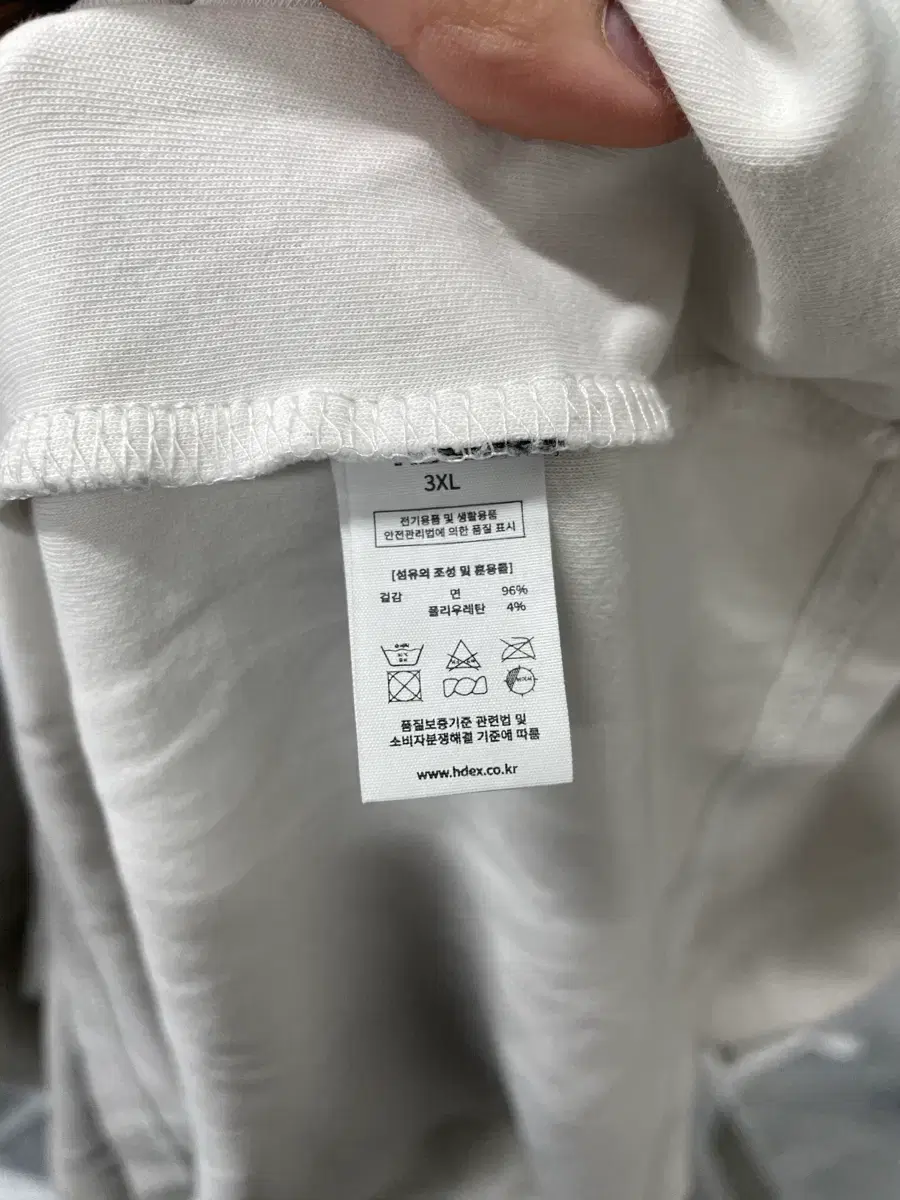 3XL
전기용품 및 생활용품
안전관리법에 의한 품질 표시
[섬유의 조성 및 혼용률]
겉감 면 96%
폴리우레탄 4%
품질보증기준 관련법 및
소비자분쟁해결 기준에 따름
www.hdex.co.kr